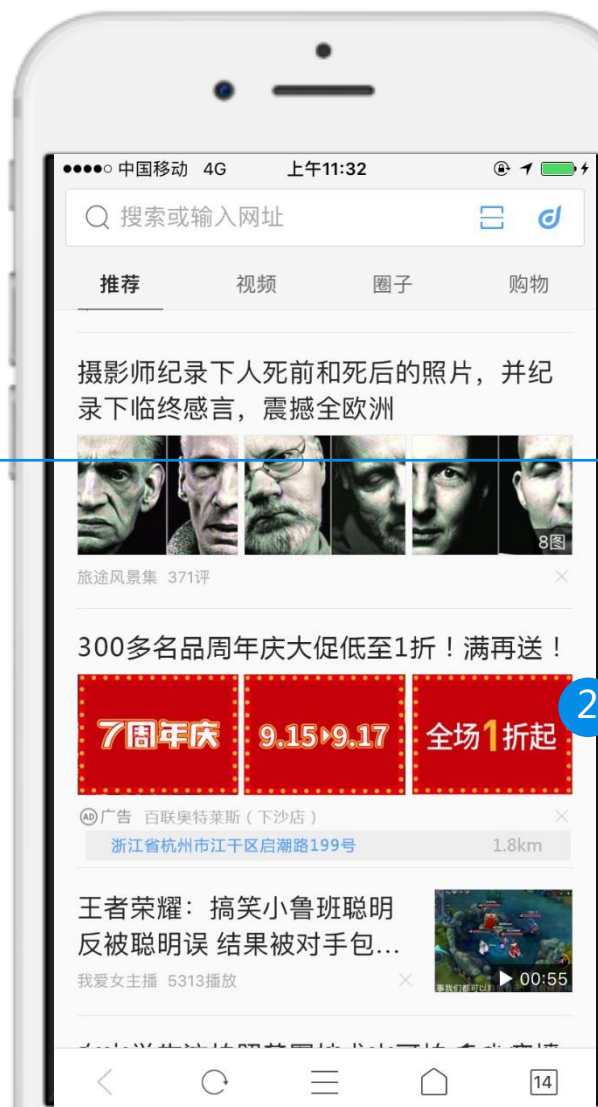 ●●●●○ 中国移动 4G 上午11:32
搜索或输入网址
推荐 视频 圈子 购物
摄影师纪录下人死前和死后的照片，并纪
录下临终感言，震撼全欧洲
8图
旅途风景集 371评
300多名品周年庆大促低至1折！满再送！
7周年庆 9.15▸9.17 全场1折起
2
AD 广告 百联奥特莱斯（下沙店）
浙江省杭州市江干区启潮路199号 1.8km
王者荣耀：搞笑小鲁班聪明
反被聪明误 结果被对手包...
00:55
我爱女主播 5313播放
14